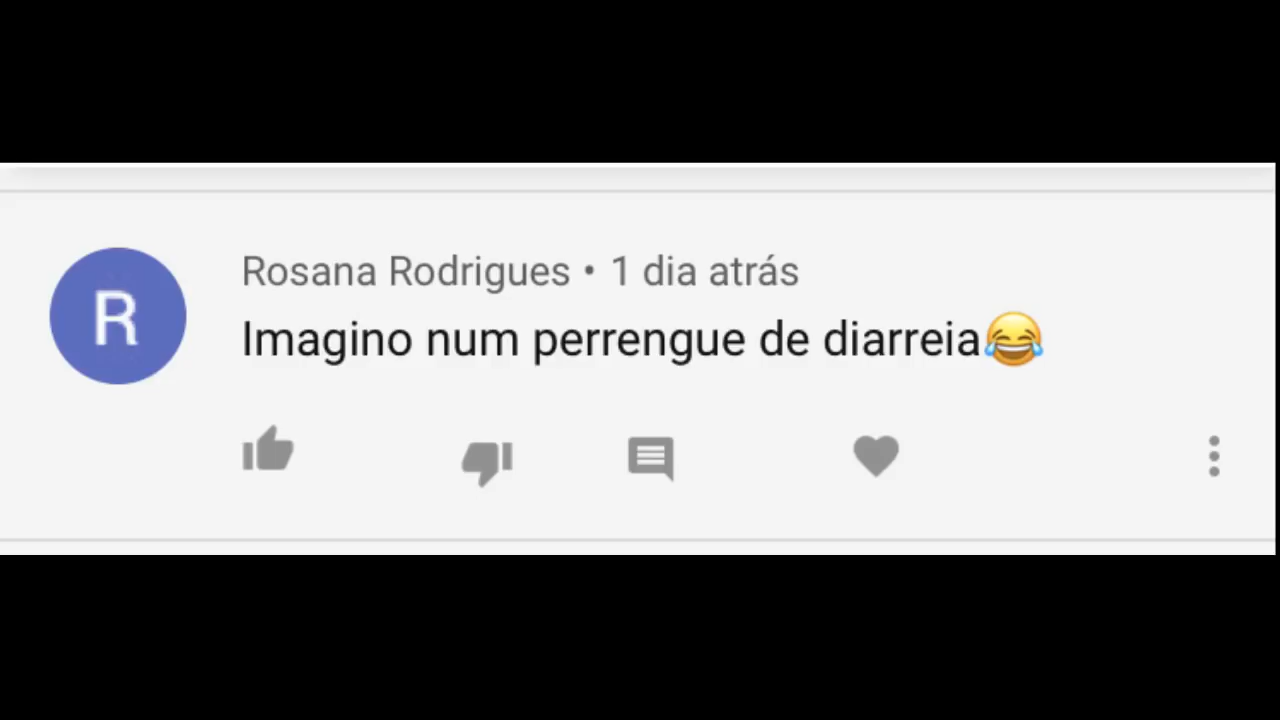 R
Rosana Rodrigues • 1 dia atrás
Imagino num perrengue de diarreia😂